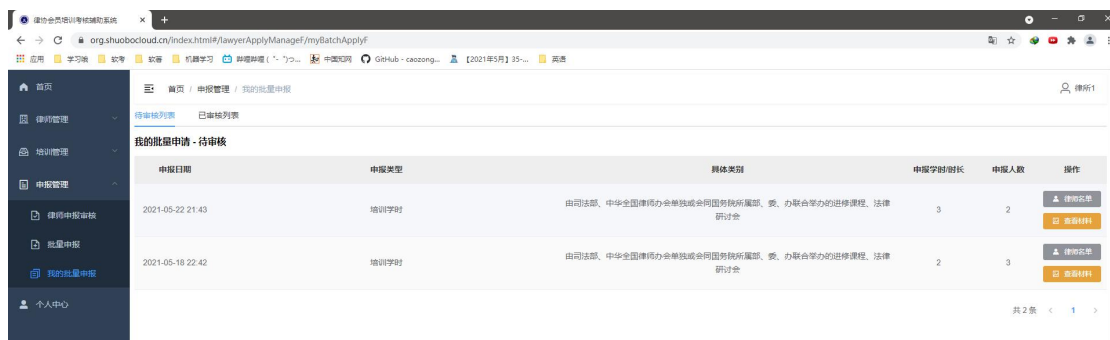 律协会员培训考核辅助系统
org.shuobocloud.cn/index.html#/lawyerApplyManageF/myBatchApplyF
应用 学习喵 软考 软著 机器学习 哔哩哔哩 ( ゜- ゜)つ... 中国知网 GitHub - caozong... 【2021年5月】35-... 英语
首页
首页 / 申报管理 / 我的批量申报
律所1
律师管理
待审核列表 已审核列表
培训管理
我的批量申请 - 待审核
申报管理
申报日期 申报类型 具体类别 申报学时/时长 申报人数 操作
律师申报审核
2021-05-22 21:43 培训学时 由司法部、中华全国律师办会单独或会同国务院所属部、委、办联合举办的进修课程、法律
研讨会 3 2 律师名单
查看材料
批量申报
我的批量申报
2021-05-18 22:42 培训学时 由司法部、中华全国律师办会单独或会同国务院所属部、委、办联合举办的进修课程、法律
研讨会 2 3 律师名单
查看材料
个人中心
共 2 条 < 1 >